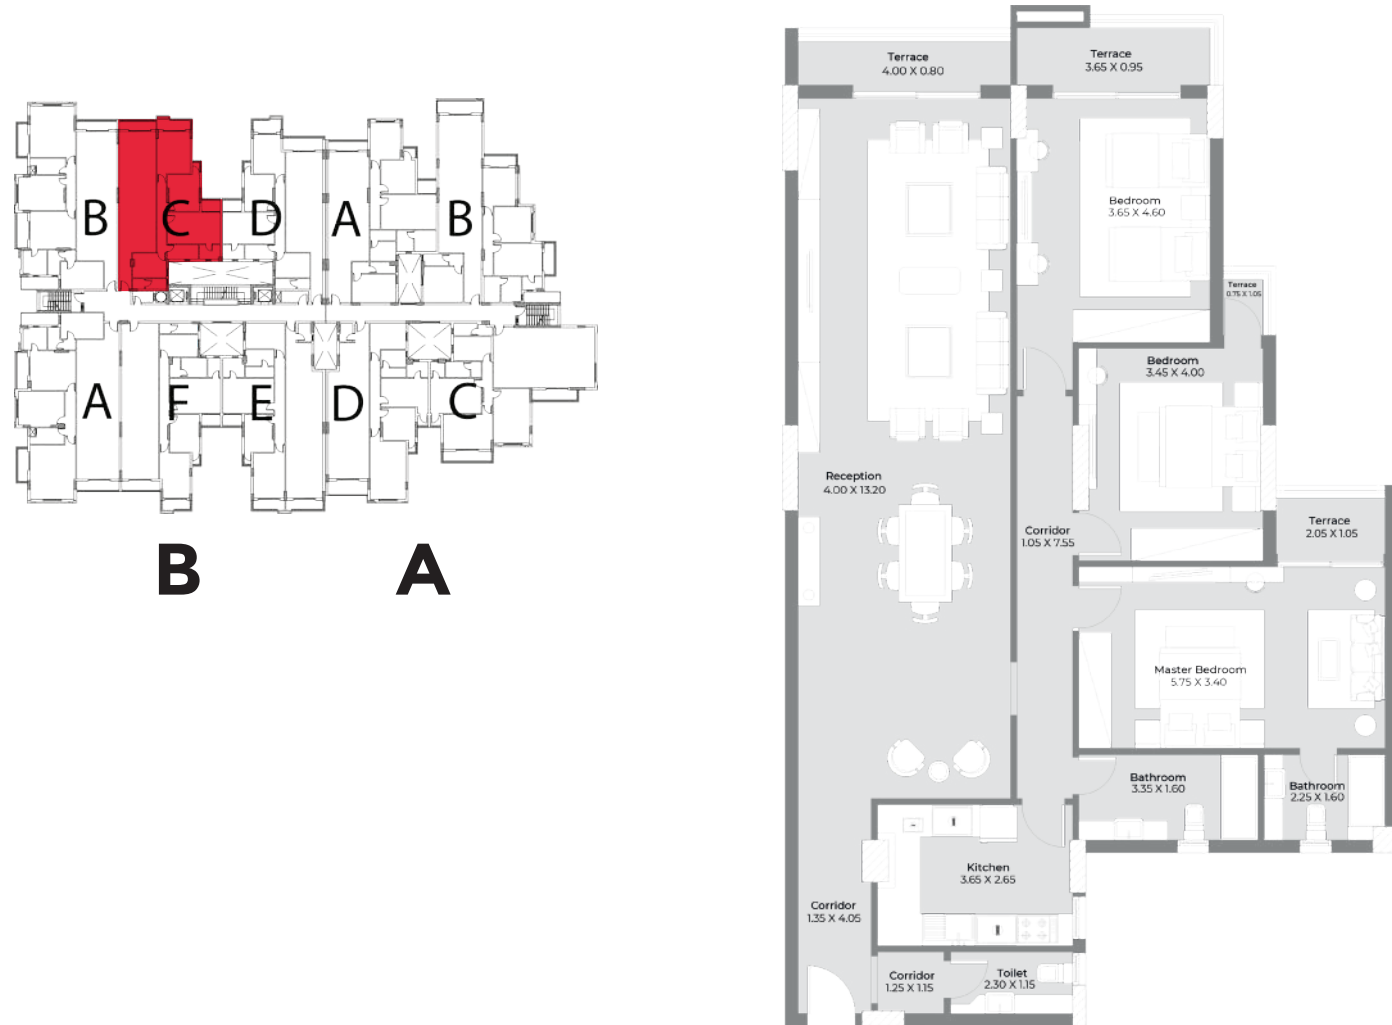 B
C
D
A
B
A
F
E
D
C
B
A
Terrace
4.00 X 0.80
Terrace
3.65 X 0.95
Bedroom
3.65 X 4.60
Terrace
0.75 X 1.05
Bedroom
3.45 X 4.00
Reception
4.00 X 13.20
Corridor
1.05 X 7.55
Terrace
2.05 X 1.05
Master Bedroom
5.75 X 3.40
Bathroom
3.35 X 1.60
Bathroom
2.25 X 1.60
Kitchen
3.65 X 2.65
Corridor
1.35 X 4.05
Corridor
1.25 X 1.15
Toilet
2.30 X 1.15